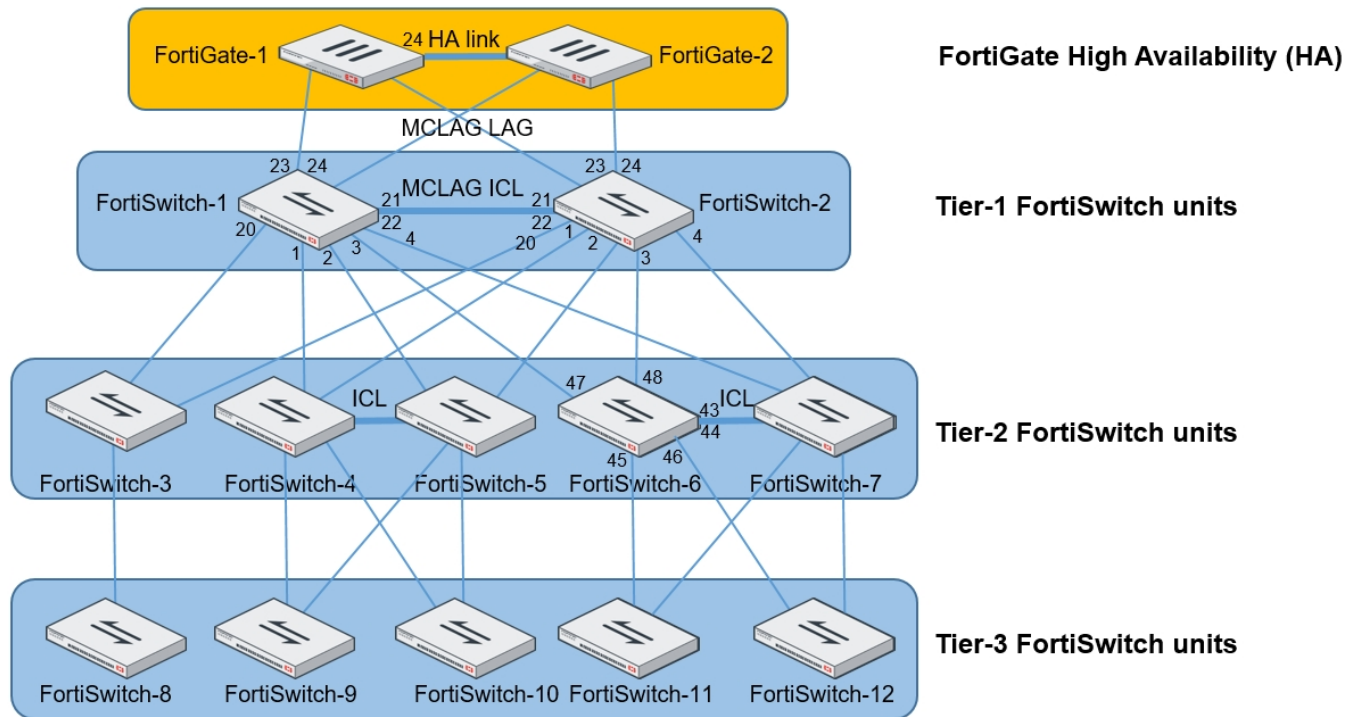 24 HA link
FortiGate-1
FortiGate-2
FortiGate High Availability (HA)
MCLAG LAG
23 24
23 24
FortiSwitch-1
MCLAG ICL
21
21
22
22
FortiSwitch-2
Tier-1 FortiSwitch units
20
1
2
3
4
20
1
2
3
4
47
48
ICL
ICL
43
44
45
46
Tier-2 FortiSwitch units
FortiSwitch-3
FortiSwitch-4
FortiSwitch-5
FortiSwitch-6
FortiSwitch-7
Tier-3 FortiSwitch units
FortiSwitch-8
FortiSwitch-9
FortiSwitch-10
FortiSwitch-11
FortiSwitch-12